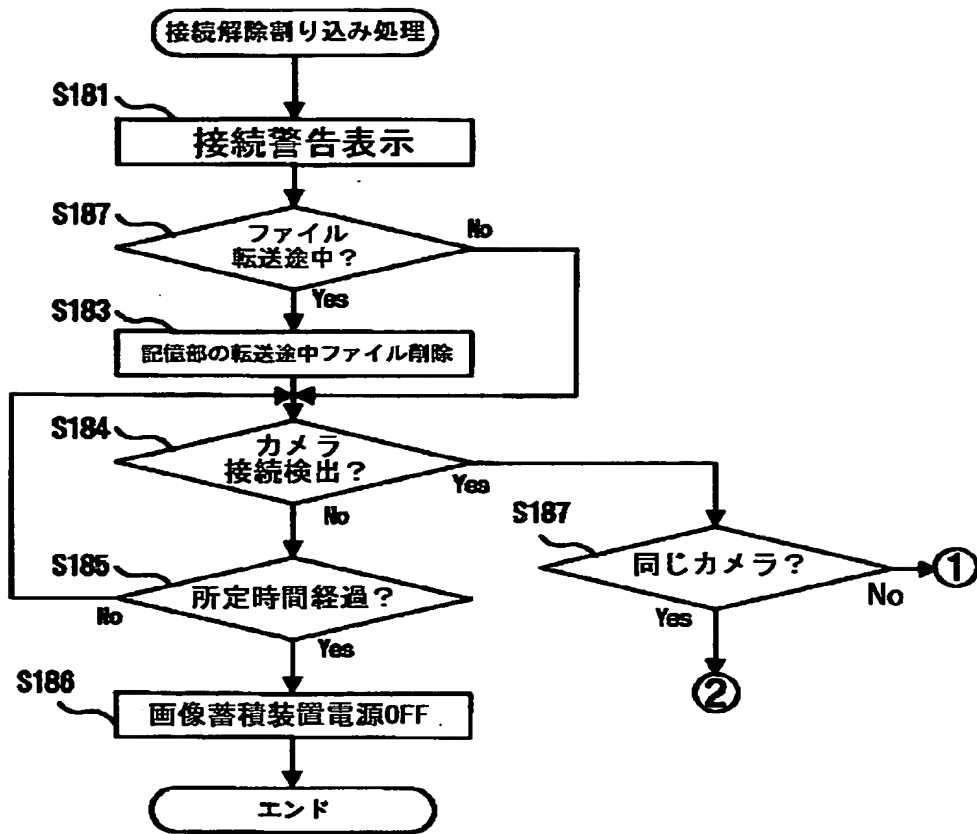 接続解除割り込み処理
S181
接続警告表示
S187
ファイル
転送途中?
No
Yes
S183
記憶部の転送途中ファイル削除
S184
カメラ
接続検出?
Yes
No
S187
同じカメラ?
No
①
Yes
②
S185
所定時間経過?
No
Yes
S186
画像蓄積装置電源OFF
エンド